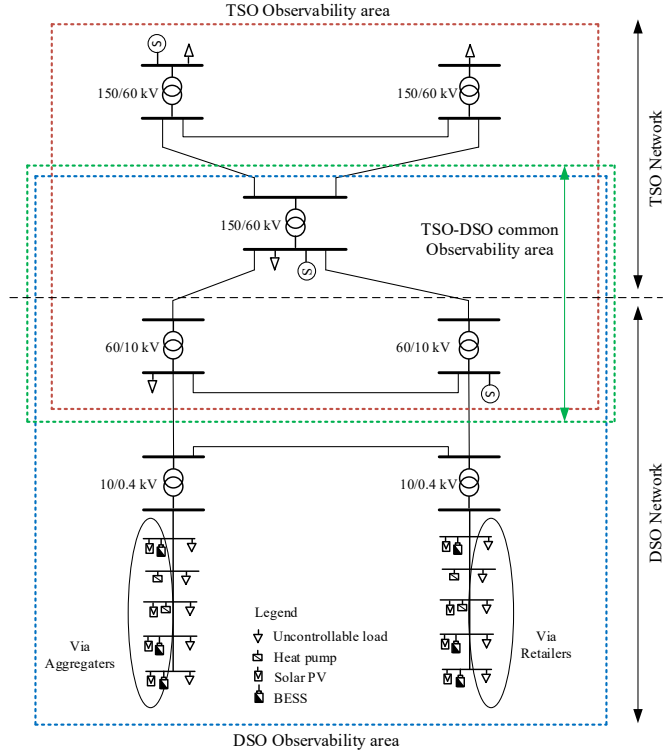 TSO Observability area
S
150/60 kV
150/60 kV
TSO Network
150/60 kV
TSO-DSO common
Observability area
S
60/10 kV
60/10 kV
S
10/0.4 kV
10/0.4 kV
DSO Network
Legend
Uncontrollable load
Heat pump
Solar PV
BESS
Via
Aggregaters
Via
Retailers
DSO Observability area